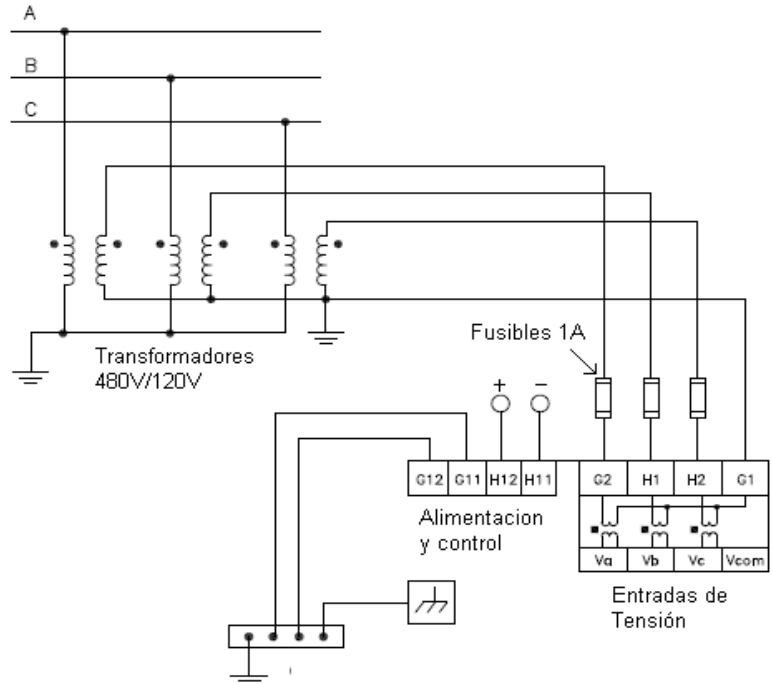 A
B
C
Transformadores
480V/120V
Fusibles 1A
+ −
G12 G11 H12 H11
G2 H1 H2 G1
Alimentacion
y control
Va Vb Vc Vcom
Entradas de
Tensión